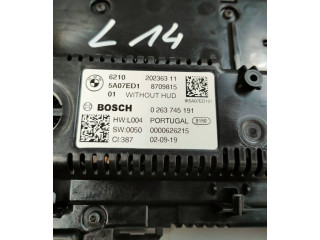 L 14
6210 202363 11
5A07ED1 8709815
01 WITHOUT HUD
BOSCH 0 263 745 191
HW:L004 PORTUGAL
SW:0050 0000626215
CI:387 02-09-19